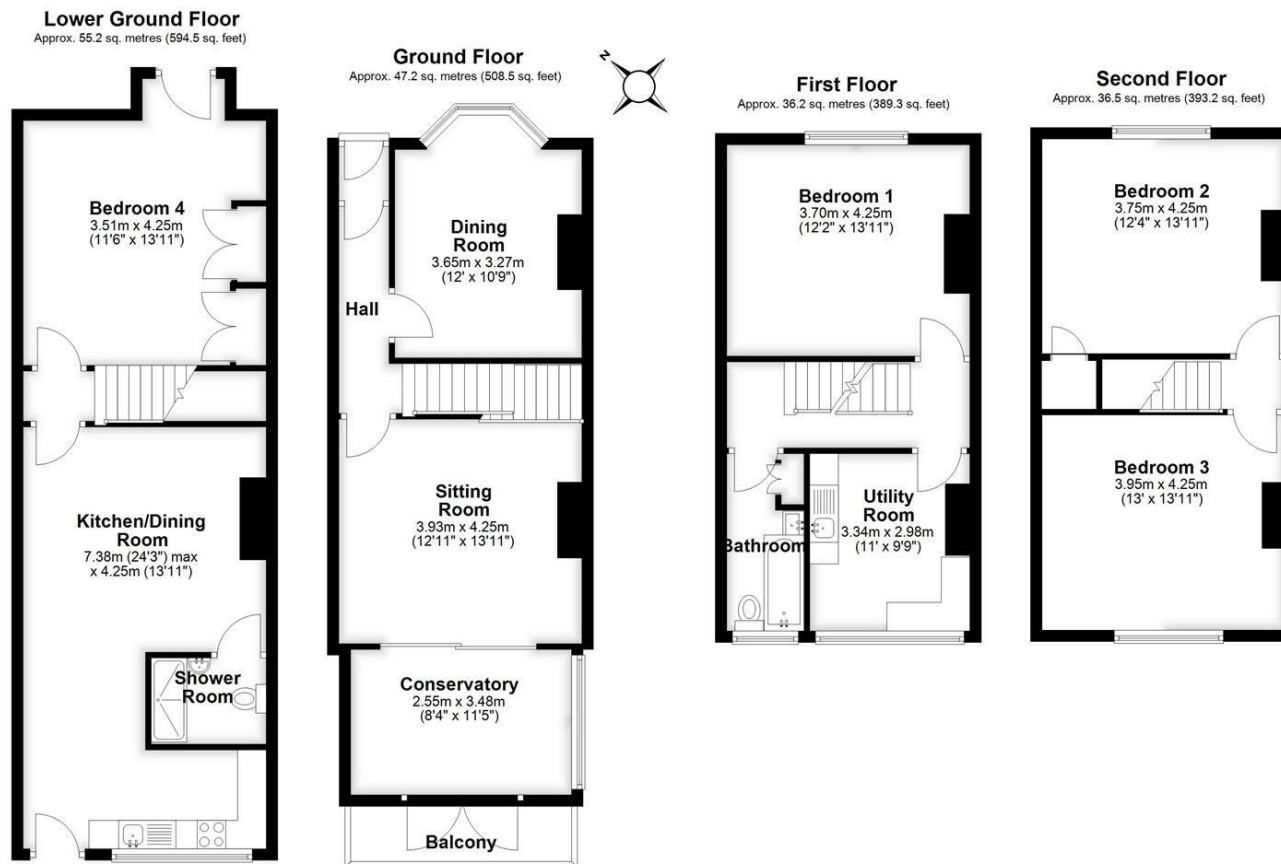 Lower Ground Floor
Approx. 55.2 sq. metres (594.5 sq. feet)
Bedroom 4
3.51m x 4.25m
(11'6" x 13'11")
Kitchen/Dining
Room
7.38m (24'3") max
x 4.25m (13'11")
Shower
Room
Ground Floor
Approx. 47.2 sq. metres (508.5 sq. feet)
N
Dining
Room
3.65m x 3.27m
(12' x 10'9")
Hall
Sitting
Room
3.93m x 4.25m
(12'11" x 13'11")
Conservatory
2.55m x 3.48m
(8'4" x 11'5")
Balcony
First Floor
Approx. 36.2 sq. metres (389.3 sq. feet)
Bedroom 1
3.70m x 4.25m
(12'2" x 13'11")
Bathroom
Utility
Room
3.34m x 2.98m
(11' x 9'9")
Second Floor
Approx. 36.5 sq. metres (393.2 sq. feet)
Bedroom 2
3.75m x 4.25m
(12'4" x 13'11")
Bedroom 3
3.95m x 4.25m
(13' x 13'11")